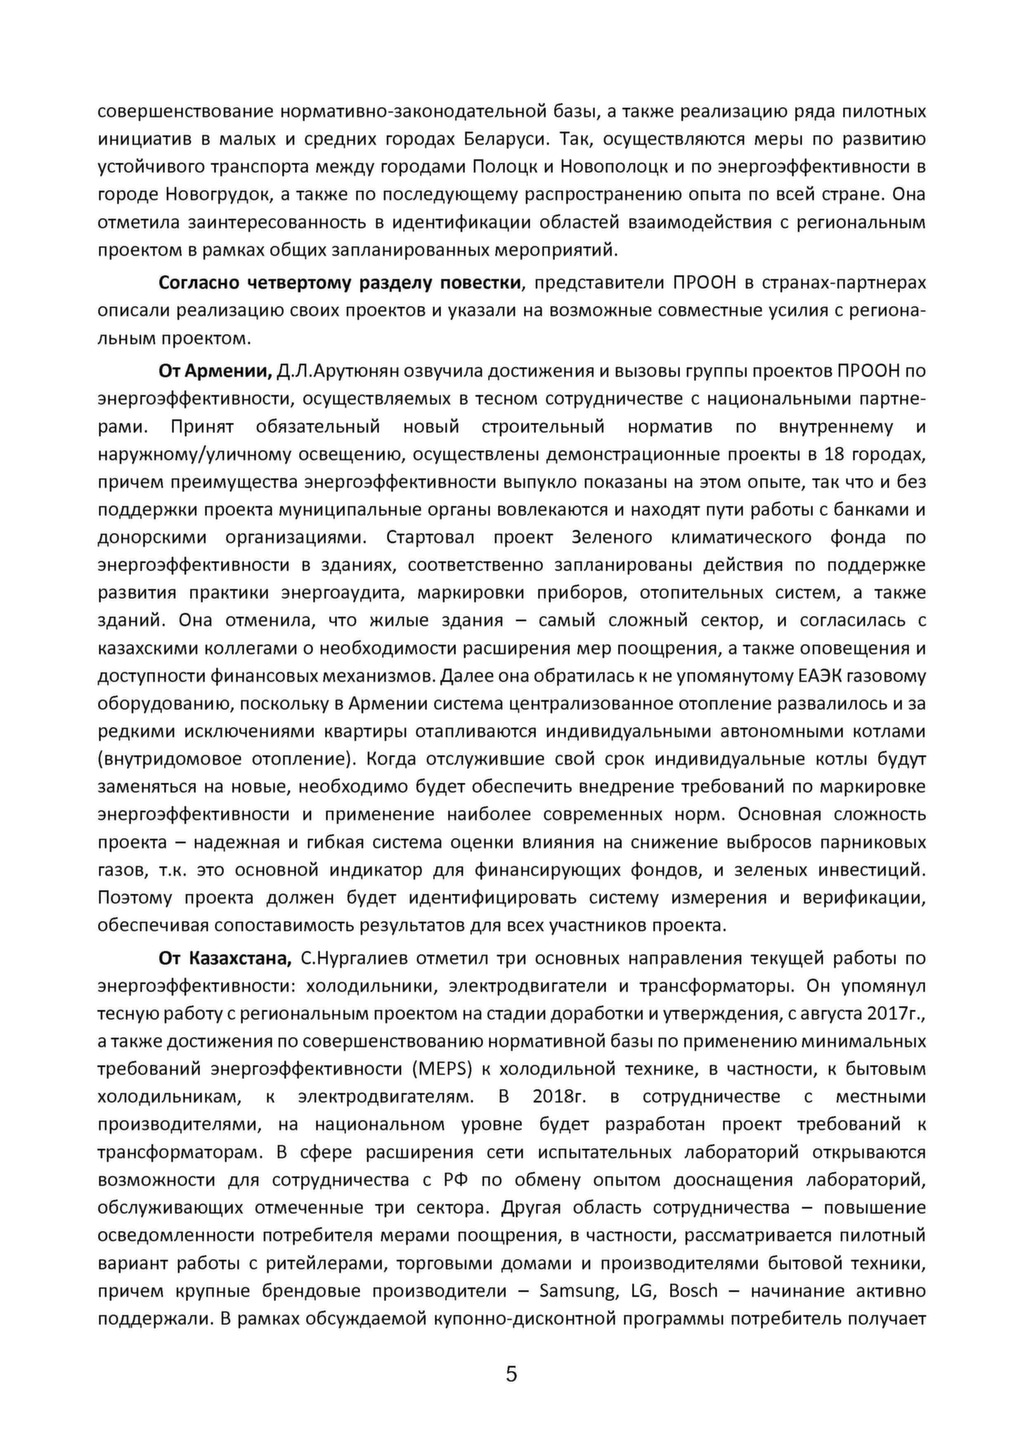 совершенствование нормативно-законодательной базы, а также реализацию ряда пилотных
инициатив в малых и средних городах Беларуси. Так, осуществляются меры по развитию
устойчивого транспорта между городами Полоцк и Новополоцк и по энергоэффективности в
городе Новогрудок, а также по последующему распространению опыта по всей стране. Она
отметила заинтересованность в идентификации областей взаимодействия с региональным
проектом в рамках общих запланированных мероприятий.
Согласно четвертому разделу повестки, представители ПРООН в странах-партнерах
описали реализацию своих проектов и указали на возможные совместные усилия с региона-
льным проектом.
От Армении, Д.Л.Арутюнян озвучила достижения и вызовы группы проектов ПРООН по
энергоэффективности, осуществляемых в тесном сотрудничестве с национальными партне-
рами. Принят обязательный новый строительный норматив по внутреннему и
наружному/уличному освещению, осуществлены демонстрационные проекты в 18 городах,
причем преимущества энергоэффективности выпукло показаны на этом опыте, так что и без
поддержки проекта муниципальные органы вовлекаются и находят пути работы с банками и
донорскими организациями. Стартовал проект Зеленого климатического фонда по
энергоэффективности в зданиях, соответственно запланированы действия по поддержке
развития практики энергоаудита, маркировки приборов, отопительных систем, а также
зданий. Она отменила, что жилые здания – самый сложный сектор, и согласилась с
казахскими коллегами о необходимости расширения мер поощрения, а также оповещения и
доступности финансовых механизмов. Далее она обратилась к не упомянутому ЕАЭК газовому
оборудованию, поскольку в Армении система централизованное отопление развалилось и за
редкими исключениями квартиры отапливаются индивидуальными автономными котлами
(внутридомовое отопление). Когда отслужившие свой срок индивидуальные котлы будут
заменяться на новые, необходимо будет обеспечить внедрение требований по маркировке
энергоэффективности и применение наиболее современных норм. Основная сложность
проекта – надежная и гибкая система оценки влияния на снижение выбросов парниковых
газов, т.к. это основной индикатор для финансирующих фондов, и зеленых инвестиций.
Поэтому проекта должен будет идентифицировать систему измерения и верификации,
обеспечивая сопоставимость результатов для всех участников проекта.
От Казахстана, С.Нургалиев отметил три основных направления текущей работы по
энергоэффективности: холодильники, электродвигатели и трансформаторы. Он упомянул
тесную работу с региональным проектом на стадии доработки и утверждения, с августа 2017г.,
а также достижения по совершенствованию нормативной базы по применению минимальных
требований энергоэффективности (MEPS) к холодильной технике, в частности, к бытовым
холодильникам, к электродвигателям. В 2018г. в сотрудничестве с местными
производителями, на национальном уровне будет разработан проект требований к
трансформаторам. В сфере расширения сети испытательных лабораторий открываются
возможности для сотрудничества с РФ по обмену опытом дооснащения лабораторий,
обслуживающих отмеченные три сектора. Другая область сотрудничества – повышение
осведомленности потребителя мерами поощрения, в частности, рассматривается пилотный
вариант работы с ритейлерами, торговыми домами и производителями бытовой техники,
причем крупные брендовые производители – Samsung, LG, Bosch – начинание активно
поддержали. В рамках обсуждаемой купонно-дисконтной программы потребитель получает
5